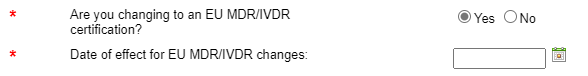 * Are you changing to an EU MDR/IVDR Yes No
certification?
* Date of effect for EU MDR/IVDR changes: